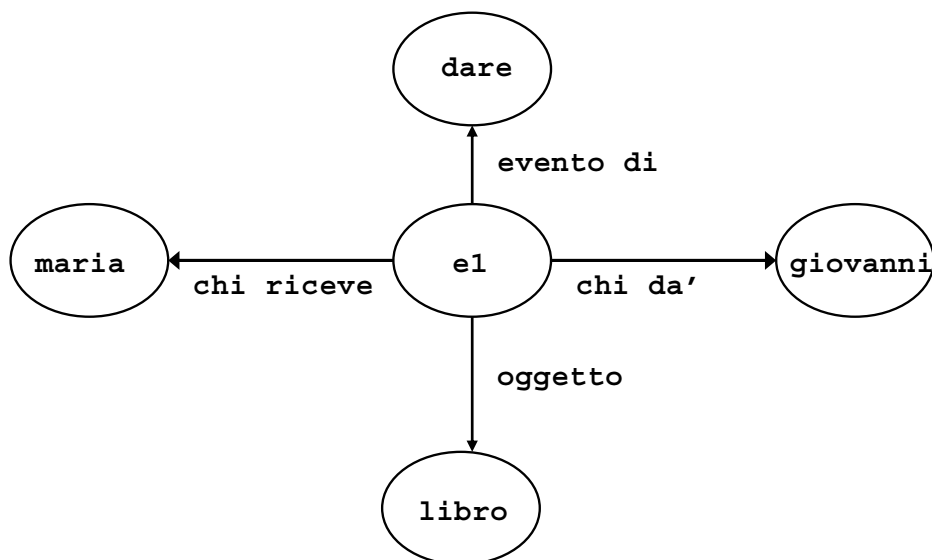 dare
evento di
maria
e1
giovanni
chi riceve
chi da’
oggetto
libro